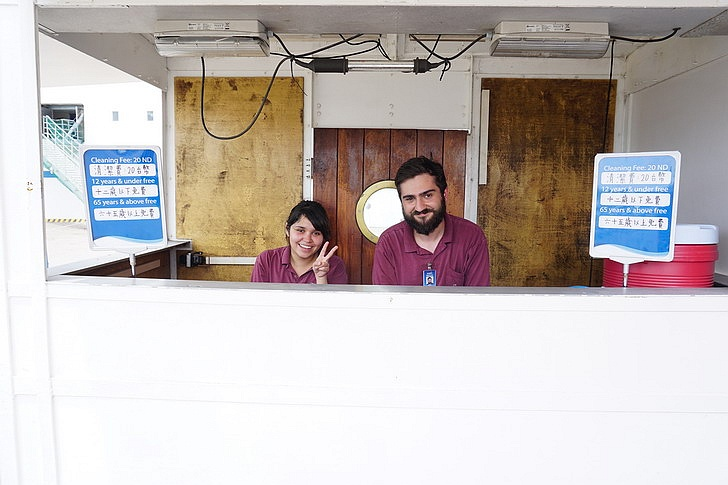 Cleaning Fee: 20 ND
清潔費 20台幣
12 years & under free
十二歲以下免費
65 years & above free
六十五歲以上免費
Cleaning Fee: 20 ND
清潔費 20台幣
12 years & under free
十二歲以下免費
65 years & above free
六十五歲以上免費